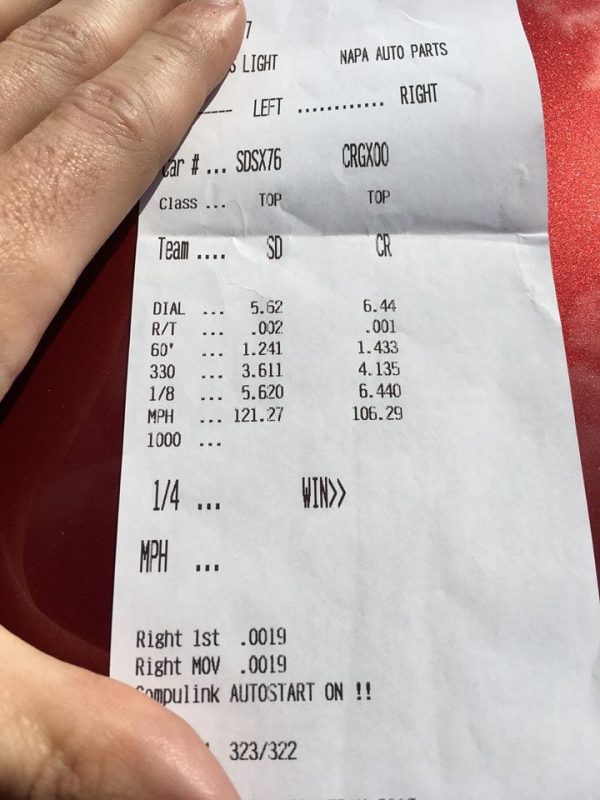 7
S LIGHT NAPA AUTO PARTS
----- LEFT ............ RIGHT
Car # ... SDSX76 CRGX00
Class ... TOP TOP
Team .... SD CR
DIAL ... 5.62 6.44
R/T ... .002 .001
60' ... 1.241 1.433
330 ... 3.611 4.135
1/8 ... 5.620 6.440
MPH ... 121.27 106.29
1000 ...
1/4 ... WIN>>
MPH ...
Right 1st .0019
Right MOV .0019
Compulink AUTOSTART ON !!
323/322